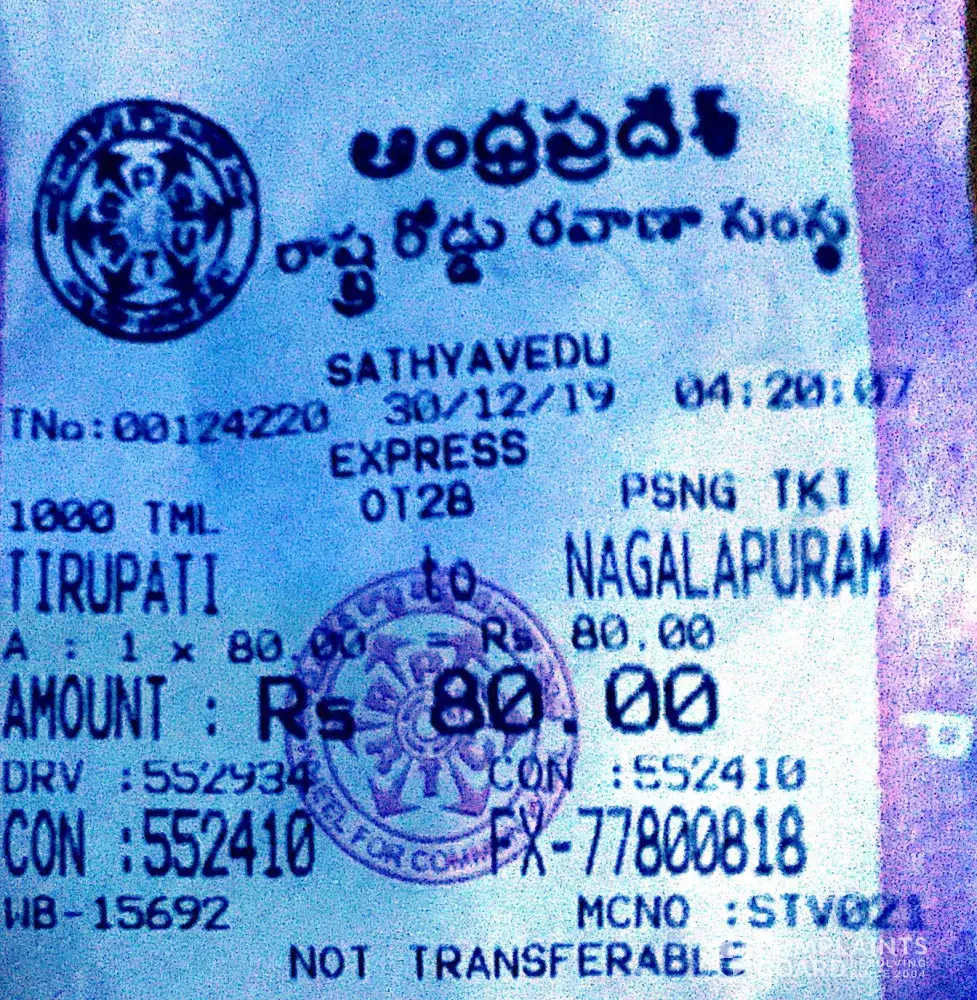 ఆంధ్రప్రదేశ్
రాష్ట్ర రోడ్డు రవాణా సంస్థ
SATHYAVEDU
TNo:00124220 30/12/19 04:20:07
EXPRESS
1000 TML OT28 PSNG TKT
TIRUPATI to NAGALAPURAM
A : 1 x 80.00 = Rs 80.00
AMOUNT : Rs 80.00
DRV :552934 CON :552410
CON :552410 FX-77800818
WB-15692 MCNO :STV021
NOT TRANSFERABLE